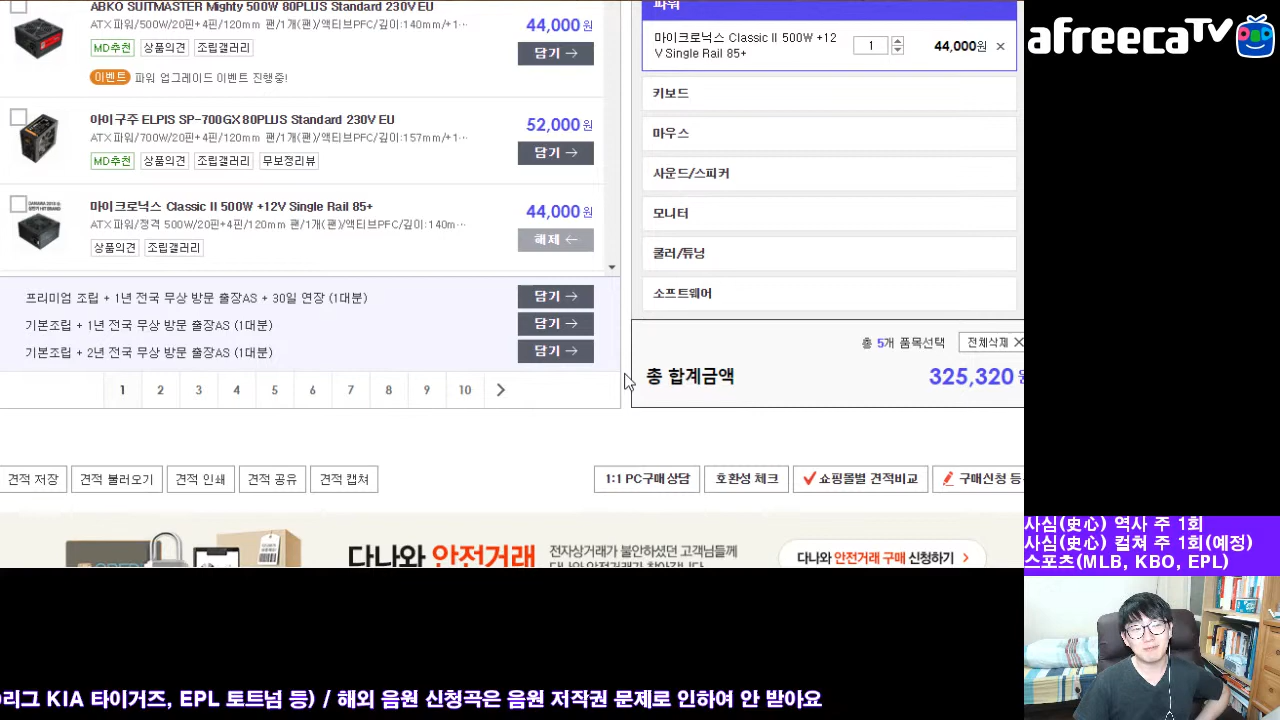 ABKO SUITMASTER Mighty 500W 80PLUS Standard 230V EU
ATX파워/500W/20핀+4핀/120mm 팬/1개(팬)/액티브PFC/깊이:140mm/+1…
44,000원
담기 →
MD추천 상품의견 조립갤러리
이벤트 파워 업그레이드 이벤트 진행중!
아이구주 ELPIS SP-700GX 80PLUS Standard 230V EU
ATX파워/700W/20핀+4핀/120mm 팬/1개(팬)/액티브PFC/깊이:157mm/+1…
52,000원
담기 →
MD추천 상품의견 조립갤러리 무보정리뷰
마이크로닉스 Classic II 500W +12V Single Rail 85+
ATX파워/정격 500W/20핀+4핀/120mm 팬/1개(팬)/액티브PFC/깊이:140m…
44,000원
해제 ←
상품의견 조립갤러리
프리미엄 조립 + 1년 전국 무상 방문 출장AS + 30일 연장 (1대분)
담기 →
기본조립 + 1년 전국 무상 방문 출장AS (1대분)
담기 →
기본조립 + 2년 전국 무상 방문 출장AS (1대분)
담기 →
1 2 3 4 5 6 7 8 9 10 >
파워
마이크로닉스 Classic II 500W +12
V Single Rail 85+
1
44,000원 ×
키보드
마우스
사운드/스피커
모니터
쿨러/튜닝
소프트웨어
총 5개 품목선택 전체삭제 ×
총 합계금액 325,320원
견적 저장 견적 불러오기 견적 인쇄 견적 공유 견적 캡쳐
1:1 PC구매상담 호환성 체크 쇼핑몰별 견적비교 구매신청 등
다나와 안전거래
전자상거래가 불안하셨던 고객님들께
다나와 안전거래가 찾아갑니다
다나와 안전거래 구매 신청하기 >
afreecaTV
사심(史心) 역사 주 1회
사심(史心) 컬쳐 주 1회(예정)
스포츠(MLB, KBO, EPL)
리그 KIA 타이거즈, EPL 토트넘 등) / 해외 음원 신청곡은 음원 저작권 문제로 인하여 안 받아요